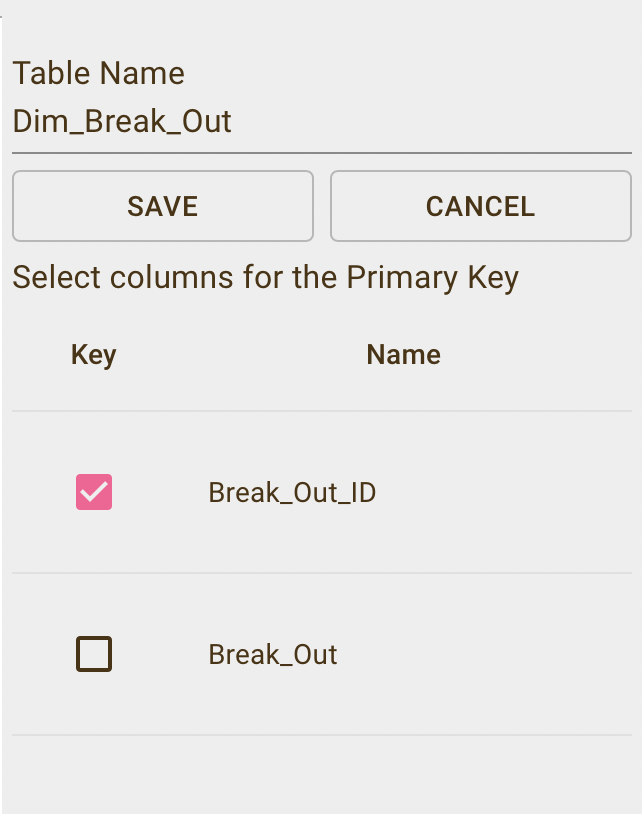 Table Name
Dim_Break_Out
SAVE CANCEL
Select columns for the Primary Key
Key Name
Break_Out_ID
Break_Out